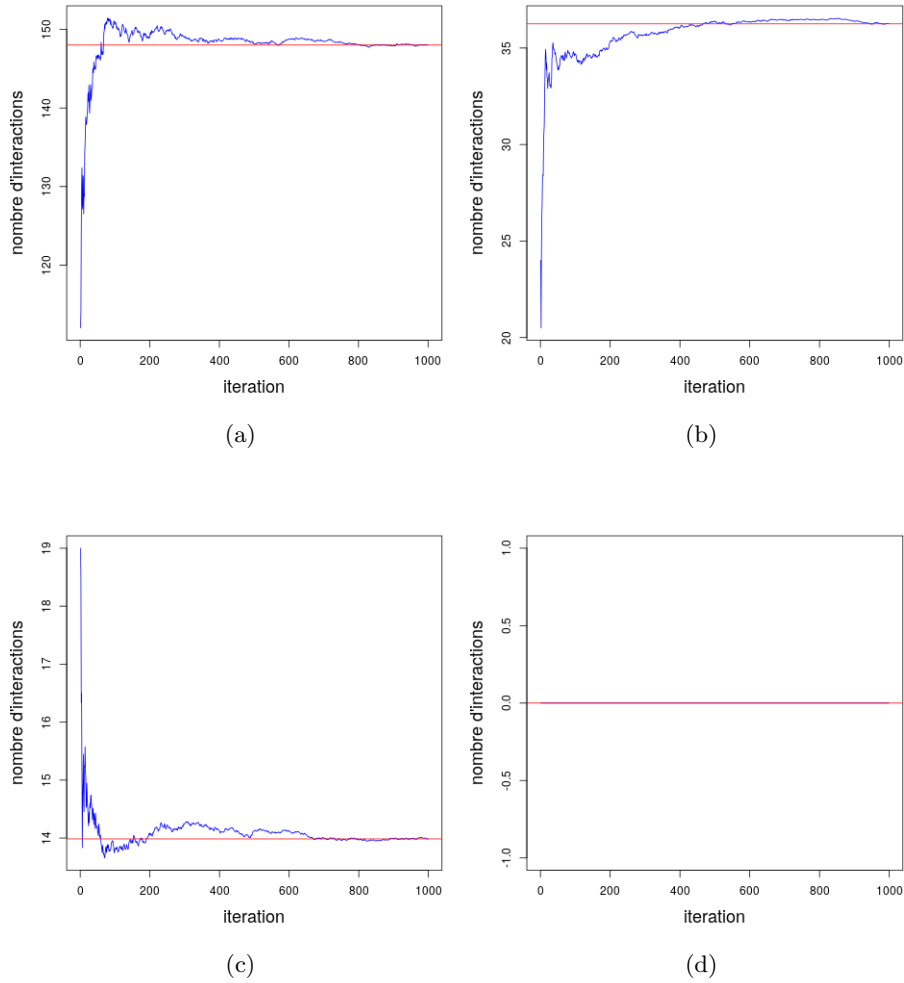 nombre d'interactions
120 130 140 150
0 200 400 600 800 1000
iteration
(a)
nombre d'interactions
20 25 30 35
0 200 400 600 800 1000
iteration
(b)
nombre d'interactions
14 15 16 17 18 19
0 200 400 600 800 1000
iteration
(c)
nombre d'interactions
-1.0 -0.5 0.0 0.5 1.0
0 200 400 600 800 1000
iteration
(d)